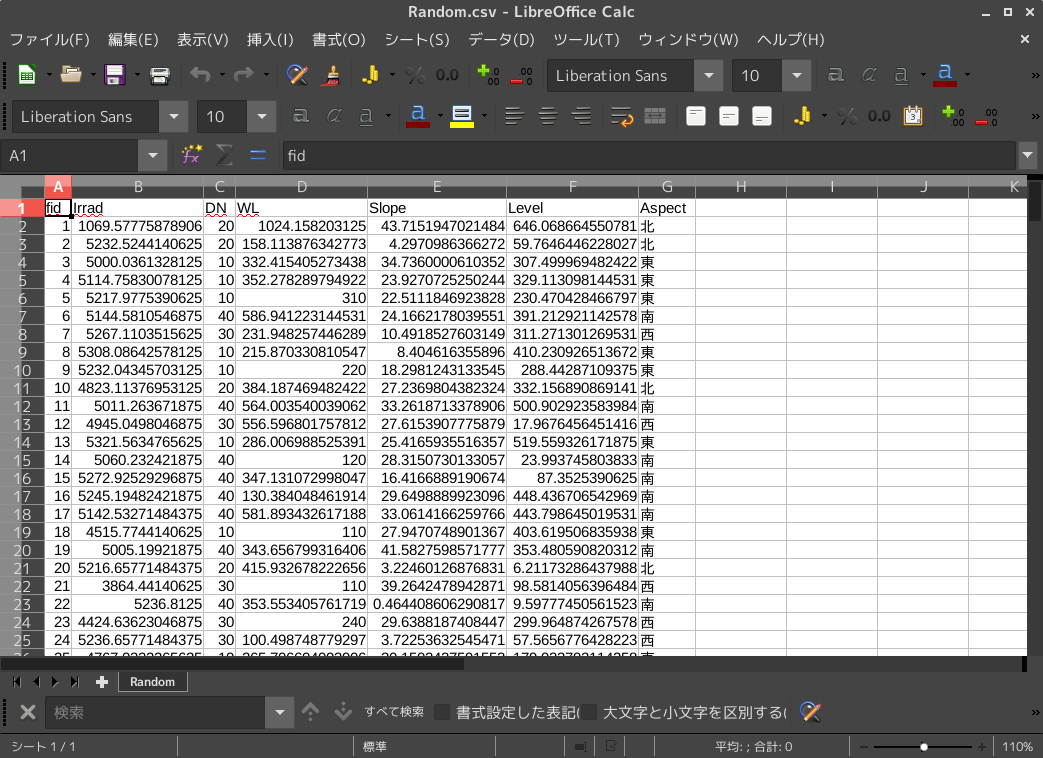 Random.csv - LibreOffice Calc
ファイル(F) 編集(E) 表示(V) 挿入(I) 書式(O) シート(S) データ(D) ツール(T) ウィンドウ(W) ヘルプ(H)
% 0.0 Liberation Sans 10 a a a a
Liberation Sans 10 a a a a % 0.0
A1 fid
A B C D E F G H I J K
1 fid Irrad DN WL Slope Level Aspect
2 1 1069.57775878906 20 1024.158203125 43.7151947021484 646.068664550781 北
3 2 5232.5244140625 20 158.113876342773 4.2970986366272 59.7646446228027 北
4 3 5000.0361328125 10 332.415405273438 34.7360000610352 307.499969482422 東
5 4 5114.75830078125 10 352.278289794922 23.9270725250244 329.113098144531 東
6 5 5217.9775390625 10 310 22.5111846923828 230.470428466797 東
7 6 5144.5810546875 40 586.941223144531 24.1662178039551 391.212921142578 南
8 7 5267.1103515625 30 231.948257446289 10.4918527603149 311.271301269531 西
9 8 5308.08642578125 10 215.870330810547 8.404616355896 410.230926513672 東
10 9 5232.04345703125 10 220 18.2981243133545 288.44287109375 東
11 10 4823.11376953125 20 384.187469482422 27.2369804382324 332.156890869141 北
12 11 5011.263671875 40 564.003540039062 33.2618713378906 500.902923583984 南
13 12 4945.0498046875 30 556.596801757812 27.6153907775879 17.9676456451416 西
14 13 5321.5634765625 10 286.006988525391 25.4165935516357 519.559326171875 東
15 14 5060.232421875 40 120 28.3150730133057 23.993745803833 南
16 15 5272.92529296875 40 347.131072998047 16.4166889190674 87.3525390625 南
17 16 5245.19482421875 40 130.384048461914 29.6498889923096 448.436706542969 南
18 17 5142.53271484375 40 581.893432617188 33.0614166259766 443.798645019531 南
19 18 4515.7744140625 10 110 27.9470748901367 403.619506835938 東
20 19 5005.19921875 40 343.656799316406 41.5827598571777 353.480590820312 南
21 20 5216.65771484375 20 415.932678222656 3.22460126876831 6.21173286437988 北
22 21 3864.44140625 30 110 39.2642478942871 98.5814056396484 西
23 22 5236.8125 40 353.553405761719 0.464408606290817 9.59777450561523 南
24 23 4424.63623046875 30 240 29.6388187408447 299.964874267578 西
25 24 5236.65771484375 30 100.498748779297 3.72253632545471 57.5656776428223 西
Random
検索 すべて検索 書式設定した表記( 大文字と小文字を区別する(
シート 1 / 1 標準 平均: ; 合計: 0 110%